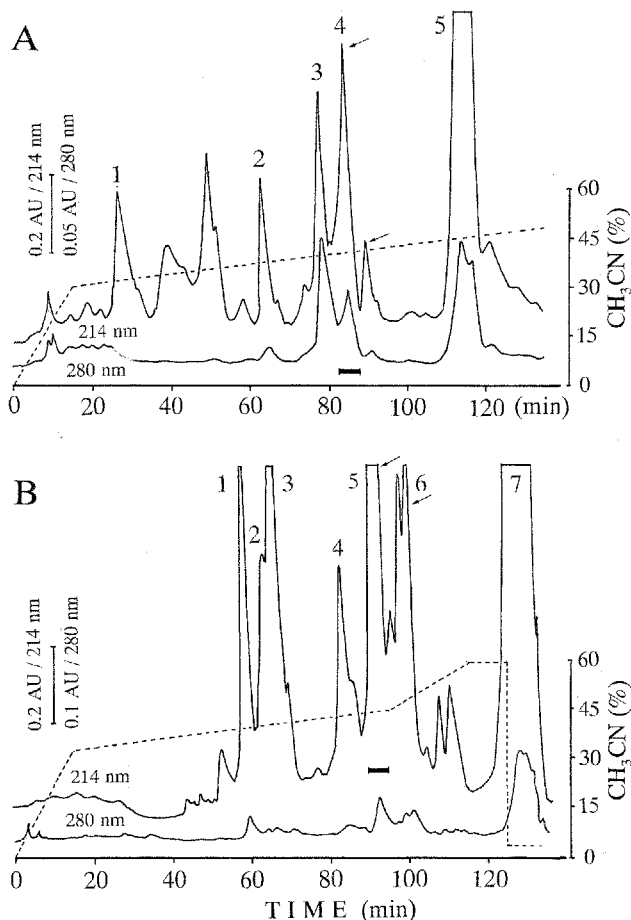 A
1
2
3
4
5
0.2 AU / 214 nm
0.05 AU / 280 nm
214 nm
280 nm
60
45
30
15
0
CH3CN (%)
0 20 40 60 80 100 120 (min)
B
1
2
3
4
5
6
7
0.2 AU / 214 nm
0.1 AU / 280 nm
214 nm
280 nm
60
45
30
15
0
CH3CN (%)
0 20 40 60 80 100 120
TIME (min)